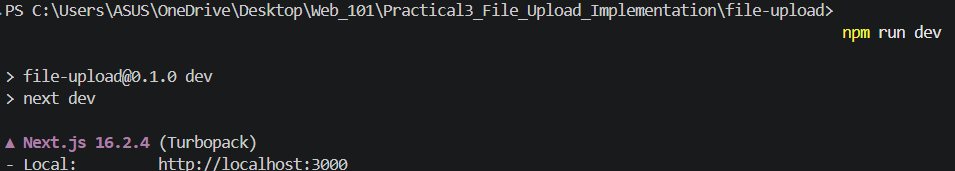 PS C:\Users\ASUS\OneDrive\Desktop\Web_101\Practical3_File_Upload_Implementation\file-upload>
npm run dev
> file-upload@0.1.0 dev
> next dev
▲ Next.js 16.2.4 (Turbopack)
- Local: http://localhost:3000